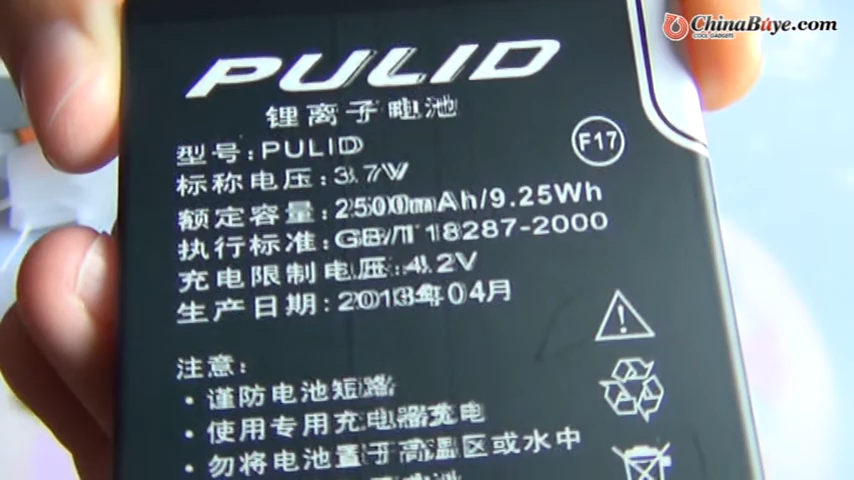 ChinaBuye.com
COOL GADGETS
PULID
锂离子电池
F17
型号:PULID
标称电压:3.7V
额定容量:2500mAh/9.25Wh
执行标准:GB/T 18287-2000
充电限制电压:4.2V
生产日期:2013年04月
注意:
·谨防电池短路
·使用专用充电器充电
·勿将电池置于高温区或水中